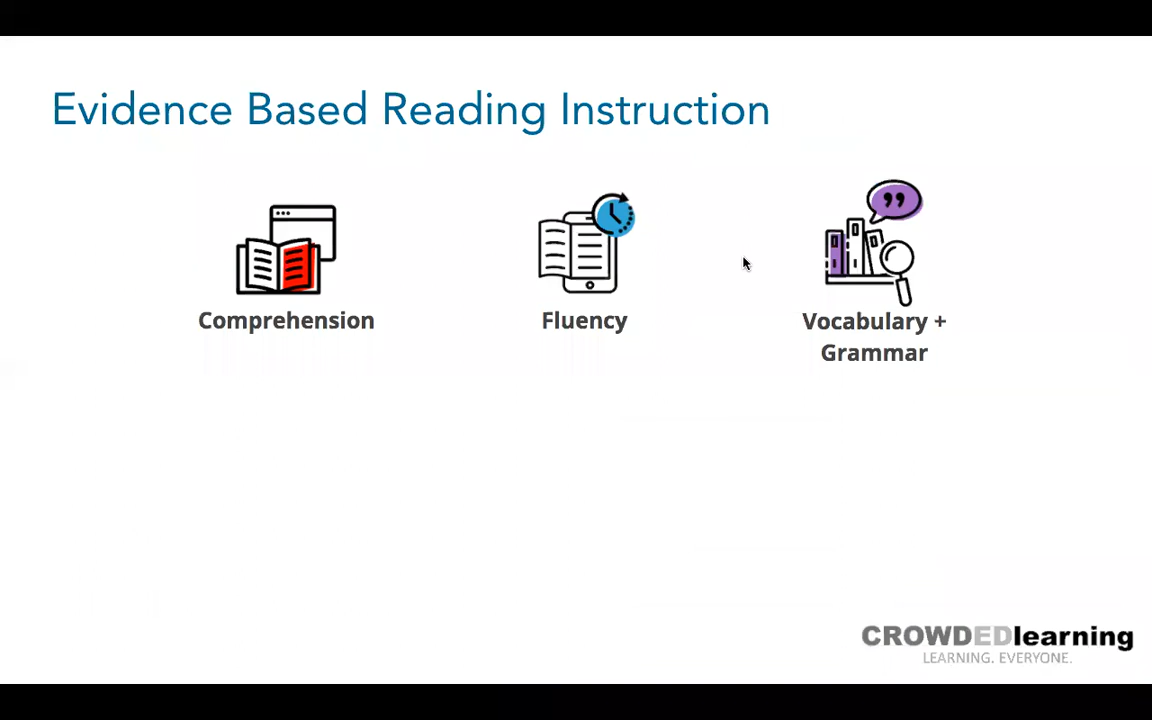 Evidence Based Reading Instruction
Comprehension
Fluency
Vocabulary +
Grammar
CROWDEDlearning
LEARNING. EVERYONE.